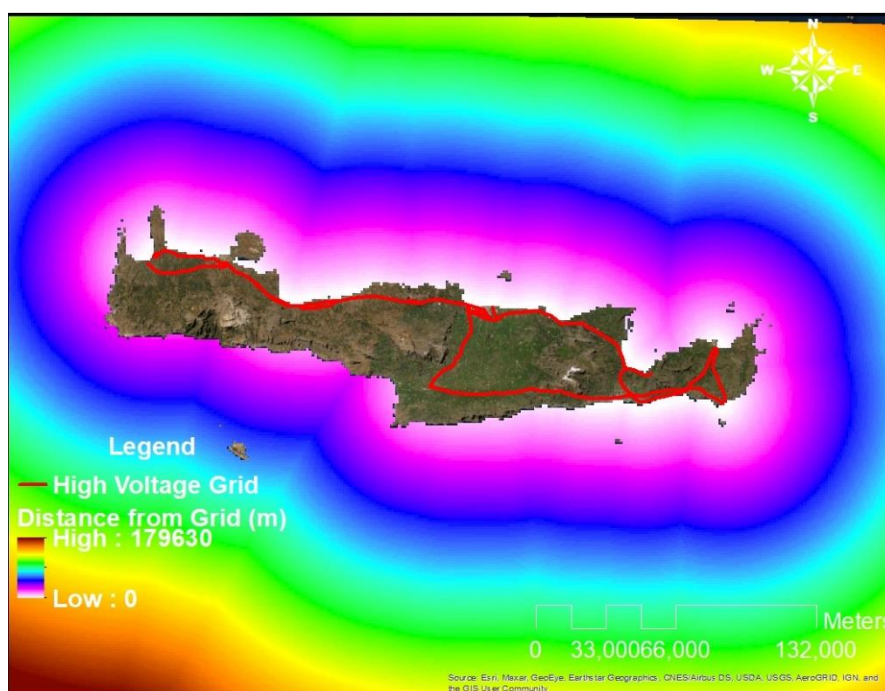 N
W E
S
Legend
High Voltage Grid
Distance from Grid (m)
High : 179630
Low : 0
Meters
0 33,00066,000 132,000
Source: Esri, Maxar, GeoEye, Earthstar Geographics, CNES/Airbus DS, USDA, USGS, AeroGRID, IGN, and
the GIS User Community